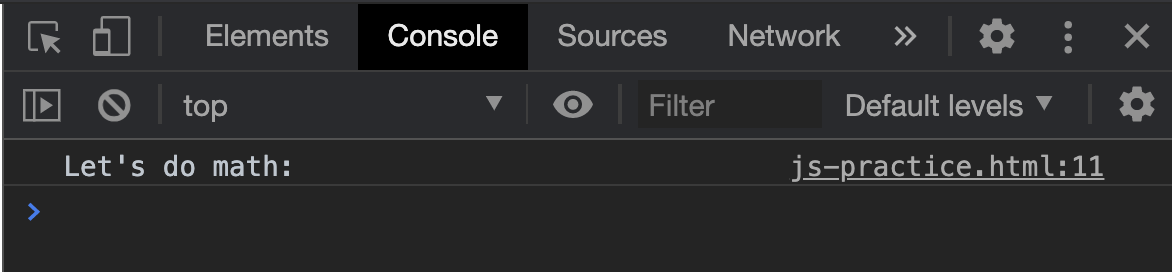 Elements Console Sources Network »
top ▼ Filter Default levels ▼
Let's do math: js-practice.html:11
>